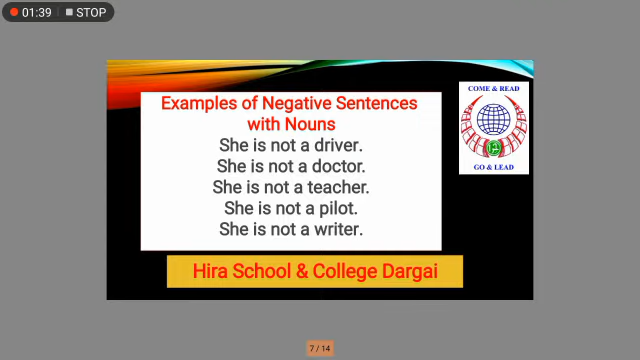 01:39 STOP
Examples of Negative Sentences
with Nouns
She is not a driver.
She is not a doctor.
She is not a teacher.
She is not a pilot.
She is not a writer.
COME & READ
GO & LEAD
Hira School & College Dargai
7 / 14